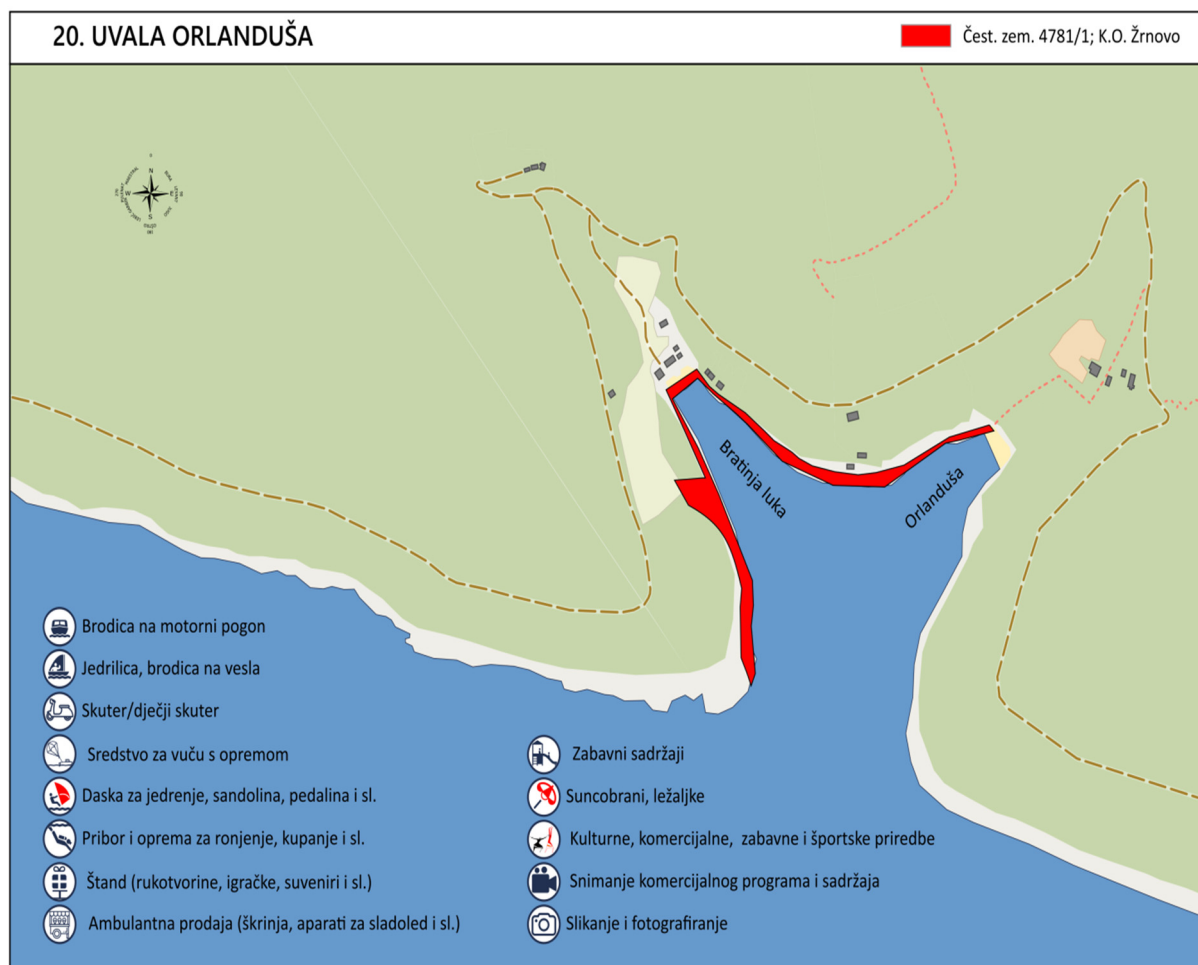 20. UVALA ORLANDUŠA
Čest. zem. 4781/1; K.O. Žrnovo
N
W
E
S
Bratinja luka
Orlanduša
Brodica na motorni pogon
Jedrilica, brodica na vesla
Skuter/dječji skuter
Sredstvo za vuču s opremom
Daska za jedrenje, sandolina, pedalina i sl.
Pribor i oprema za ronjenje, kupanje i sl.
Štand (rukotvorine, igračke, suveniri i sl.)
Ambulantna prodaja (škrinja, aparati za sladoled i sl.)
Zabavni sadržaji
Suncobrani, ležaljke
Kulturne, komercijalne, zabavne i športske priredbe
Snimanje komercijalnog programa i sadržaja
Slikanje i fotografiranje